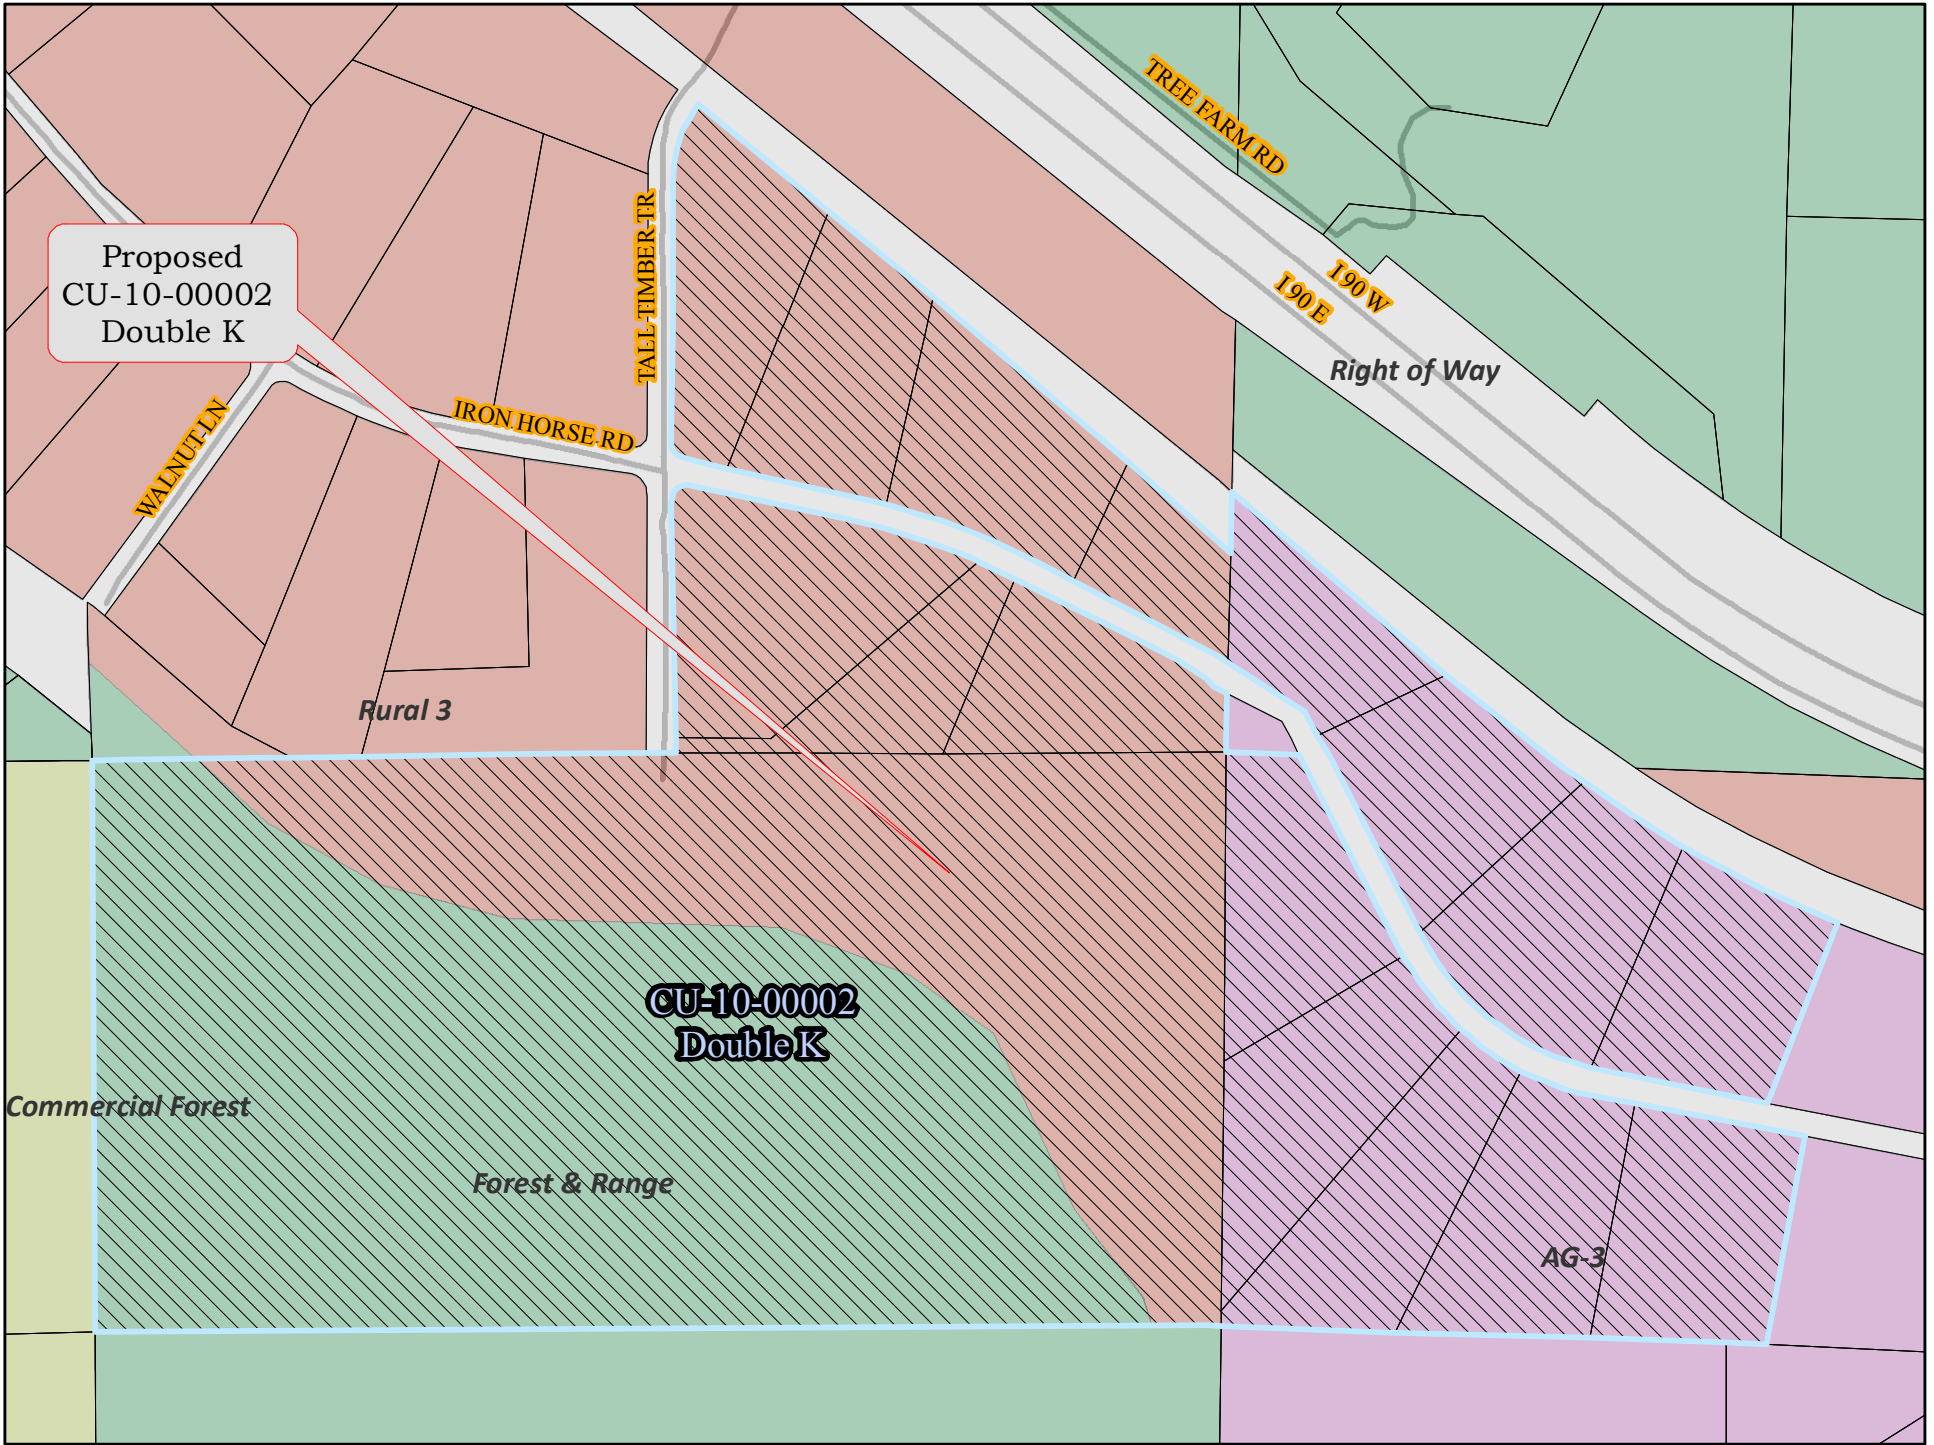 TREE FARM RD
TALL TIMBER TR
Proposed
CU-10-00002
Double K
I 90 W
I 90 E
Right of Way
IRON HORSE RD
WALNUT LN
Rural 3
CU-10-00002
Double K
Commercial Forest
Forest & Range
AG-3